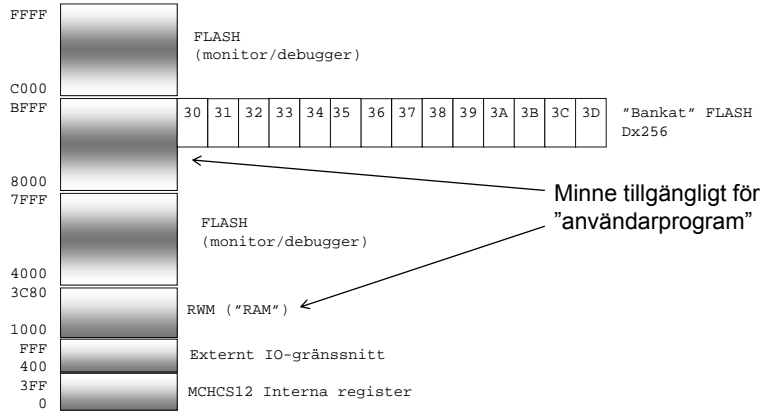 FFFF
FLASH
(monitor/debugger)
C000
BFFF
30 31 32 33 34 35 36 37 38 39 3A 3B 3C 3D
"Bankat" FLASH
Dx256
8000
Minne tillgängligt för
"användarprogram"
7FFF
FLASH
(monitor/debugger)
4000
3C80
RWM ("RAM")
1000
FFF
Externt IO-gränssnitt
400
3FF
MCHCS12 Interna register
0